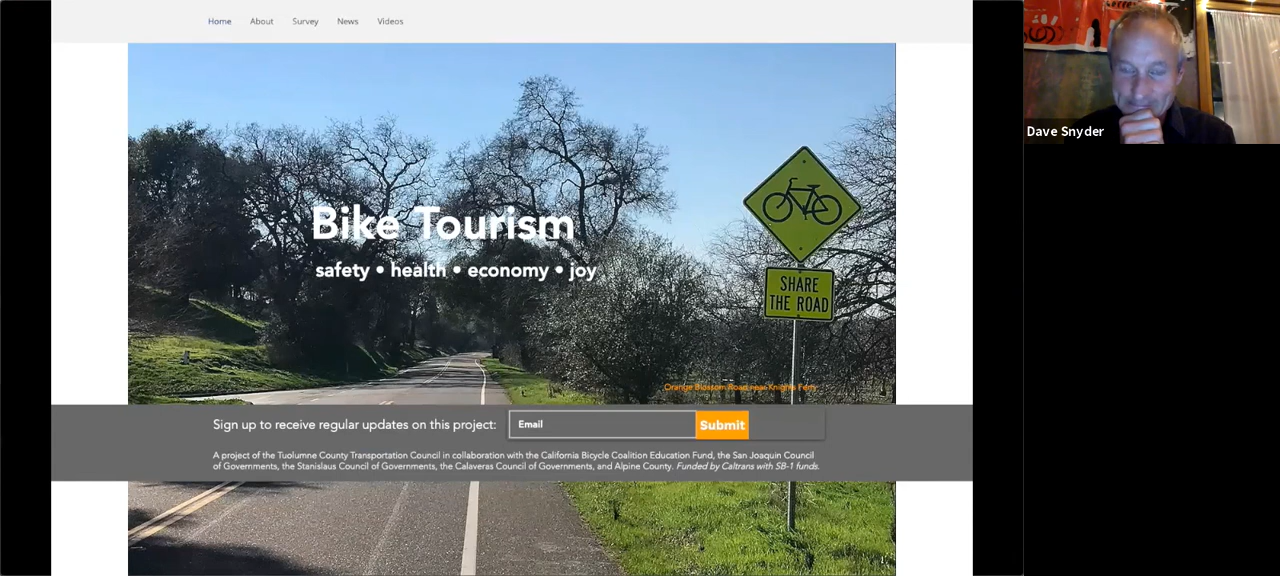 Home About Survey News Videos
Dave Snyder
Bike Tourism
safety • health • economy • joy
SHARE
THE ROAD
Orange Blossom Road near Knights Ferry
Sign up to receive regular updates on this project:
Email
Submit
A project of the Tuolumne County Transportation Council in collaboration with the California Bicycle Coalition Education Fund, the San Joaquin Council
of Governments, the Stanislaus Council of Governments, the Calaveras Council of Governments, and Alpine County. Funded by Caltrans with SB-1 funds.